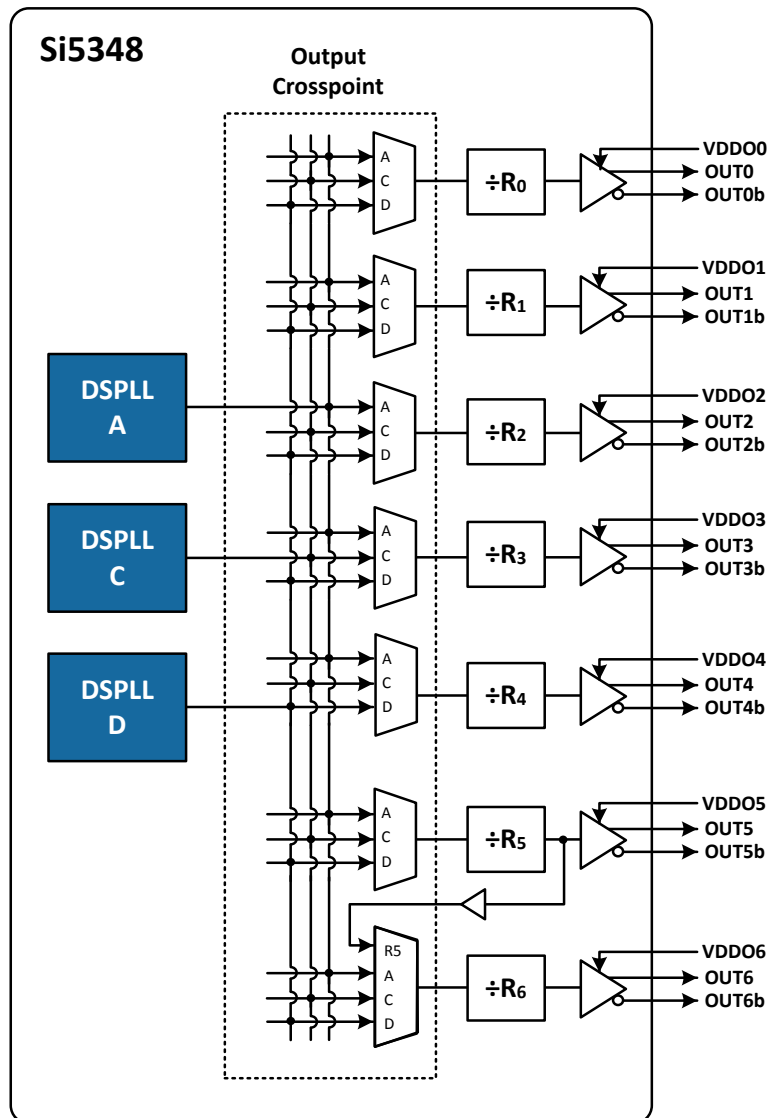 Si5348
Output
Crosspoint
A
C
D
÷R0
VDDO0
OUT0
OUT0b
A
C
D
÷R1
VDDO1
OUT1
OUT1b
DSPLL
A
A
C
D
÷R2
VDDO2
OUT2
OUT2b
DSPLL
C
A
C
D
÷R3
VDDO3
OUT3
OUT3b
DSPLL
D
A
C
D
÷R4
VDDO4
OUT4
OUT4b
A
C
D
÷R5
VDDO5
OUT5
OUT5b
R5
A
C
D
÷R6
VDDO6
OUT6
OUT6b